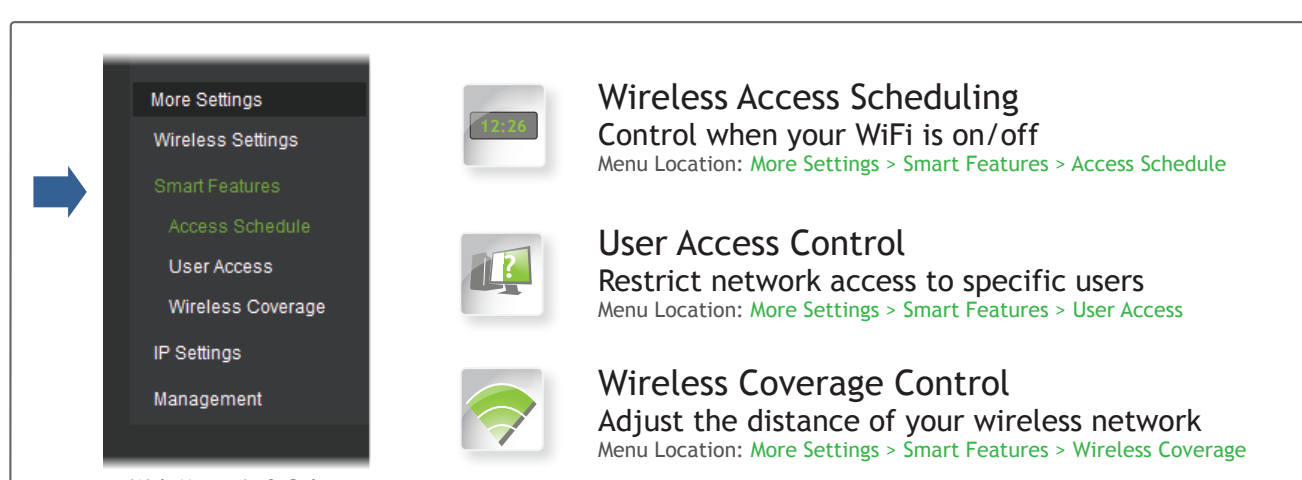 More Settings
Wireless Settings
Smart Features
Access Schedule
User Access
Wireless Coverage
IP Settings
Management
12:26
Wireless Access Scheduling
Control when your WiFi is on/off
Menu Location: More Settings > Smart Features > Access Schedule
?
User Access Control
Restrict network access to specific users
Menu Location: More Settings > Smart Features > User Access
Wireless Coverage Control
Adjust the distance of your wireless network
Menu Location: More Settings > Smart Features > Wireless Coverage